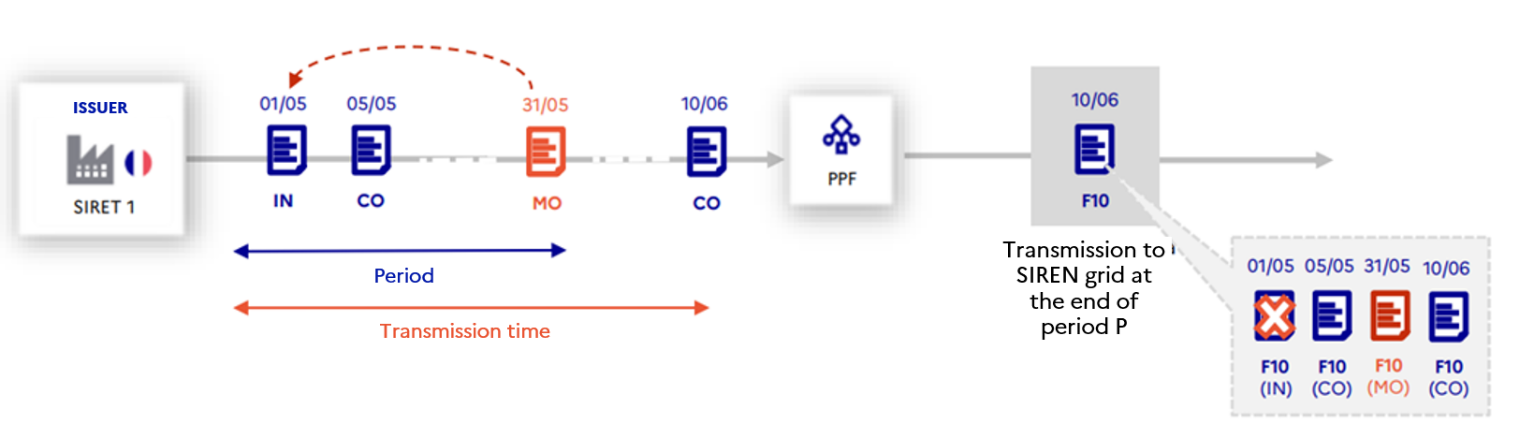 ISSUER
SIRET 1
01/05
05/05
31/05
10/06
IN
CO
MO
CO
Period
Transmission time
PPF
10/06
F10
Transmission to
SIREN grid at
the end of
period P
01/05 05/05 31/05 10/06
F10 F10 F10 F10
(IN) (CO) (MO) (CO)